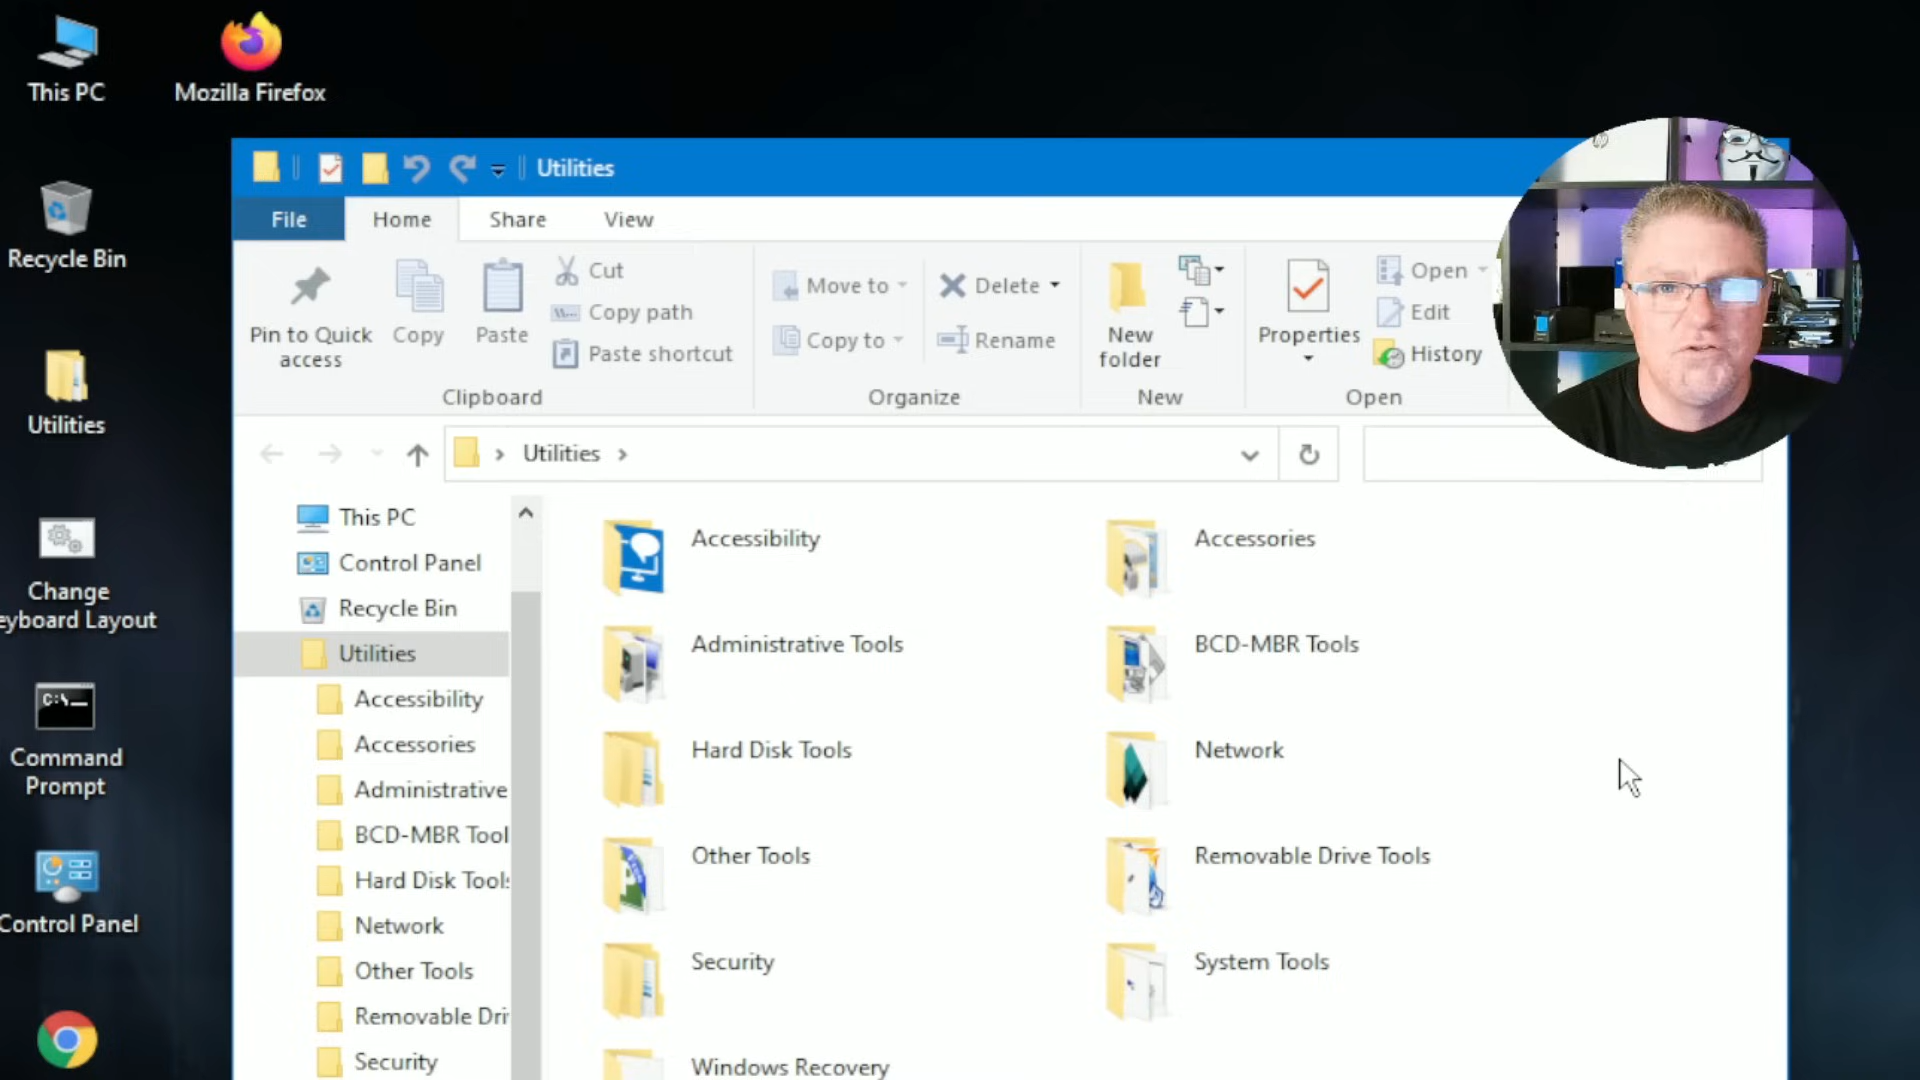 This PC
Mozilla Firefox
Recycle Bin
Utilities
Change
eyboard Layout
Command
Prompt
Control Panel
Utilities
File
Home
Share
View
Pin to Quick
access
Copy
Paste
Cut
Copy path
Paste shortcut
Clipboard
Move to
Copy to
Delete
Rename
Organize
New
folder
New
Properties
Open
Edit
History
Open
Utilities
This PC
Control Panel
Recycle Bin
Utilities
Accessibility
Accessories
Administrative
BCD-MBR Tool
Hard Disk Tools
Network
Other Tools
Removable Dri
Security
Accessibility
Accessories
Administrative Tools
BCD-MBR Tools
Hard Disk Tools
Network
Other Tools
Removable Drive Tools
Security
System Tools
Windows Recovery